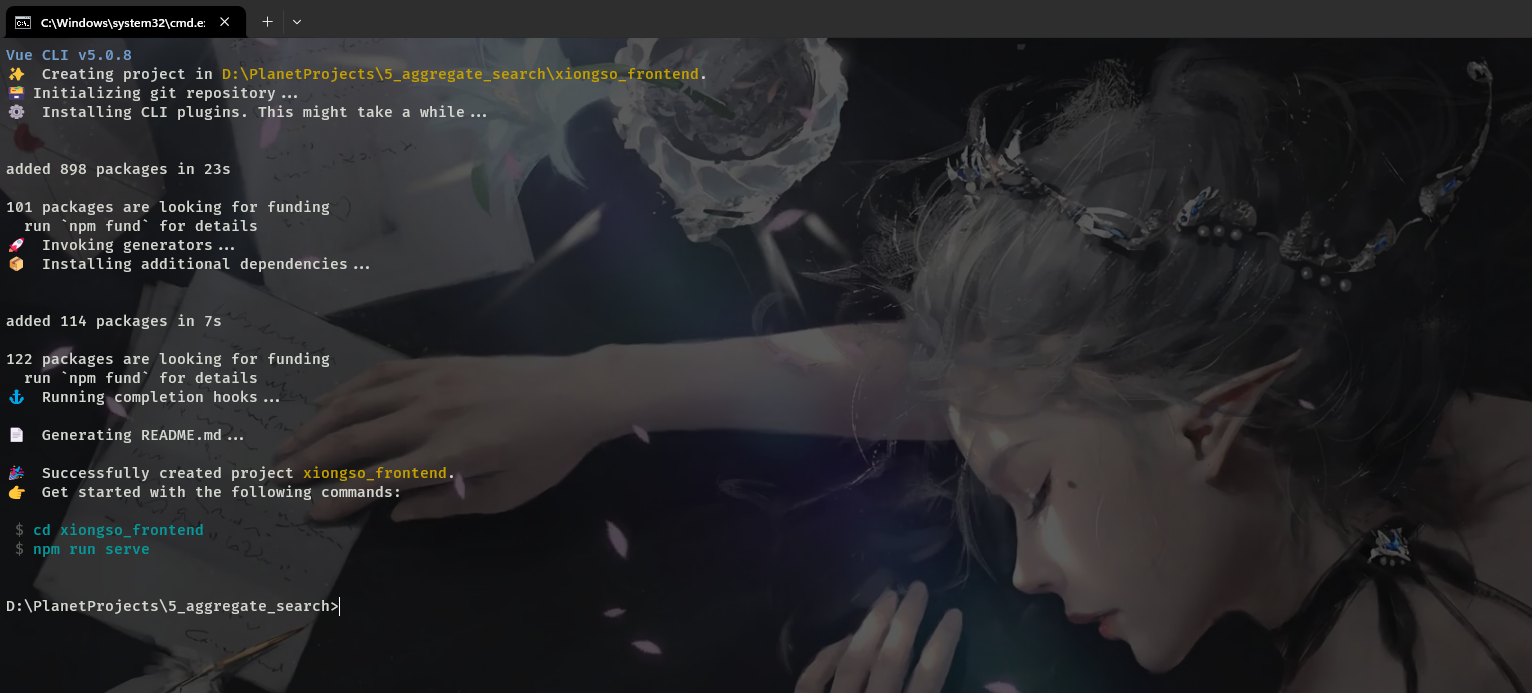 C:\Windows\system32\cmd.e:
Vue CLI v5.0.8
✨ Creating project in D:\PlanetProjects\5_aggregate_search\xiongso_frontend.
🗃 Initializing git repository...
⚙️ Installing CLI plugins. This might take a while...
added 898 packages in 23s
101 packages are looking for funding
run `npm fund` for details
🚀 Invoking generators...
📦 Installing additional dependencies...
added 114 packages in 7s
122 packages are looking for funding
run `npm fund` for details
⚓ Running completion hooks...
📄 Generating README.md...
🎉 Successfully created project xiongso_frontend.
👉 Get started with the following commands:
$ cd xiongso_frontend
$ npm run serve
D:\PlanetProjects\5_aggregate_search>